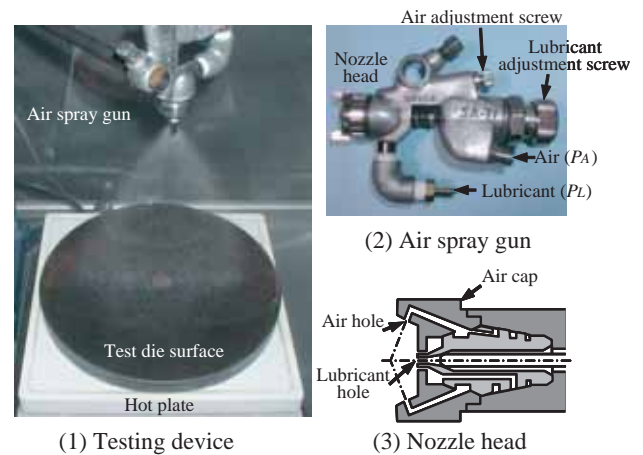 Air spray gun
Test die surface
Hot plate
(1) Testing device
Air adjustment screw
Nozzle
head
Lubricant
adjustment screw
Air (PA)
Lubricant (PL)
(2) Air spray gun
Air cap
Air hole
Lubricant
hole
(3) Nozzle head